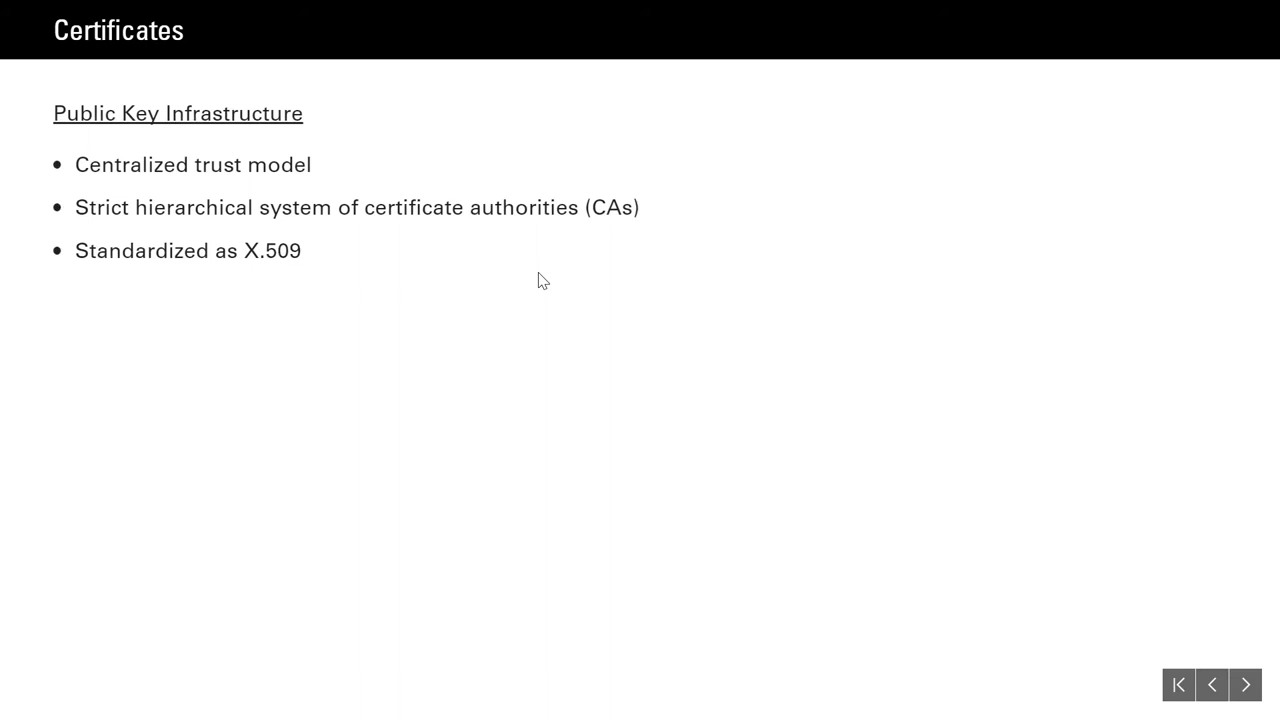 Certificates
Public Key Infrastructure
• Centralized trust model
• Strict hierarchical system of certificate authorities (CAs)
• Standardized as X.509